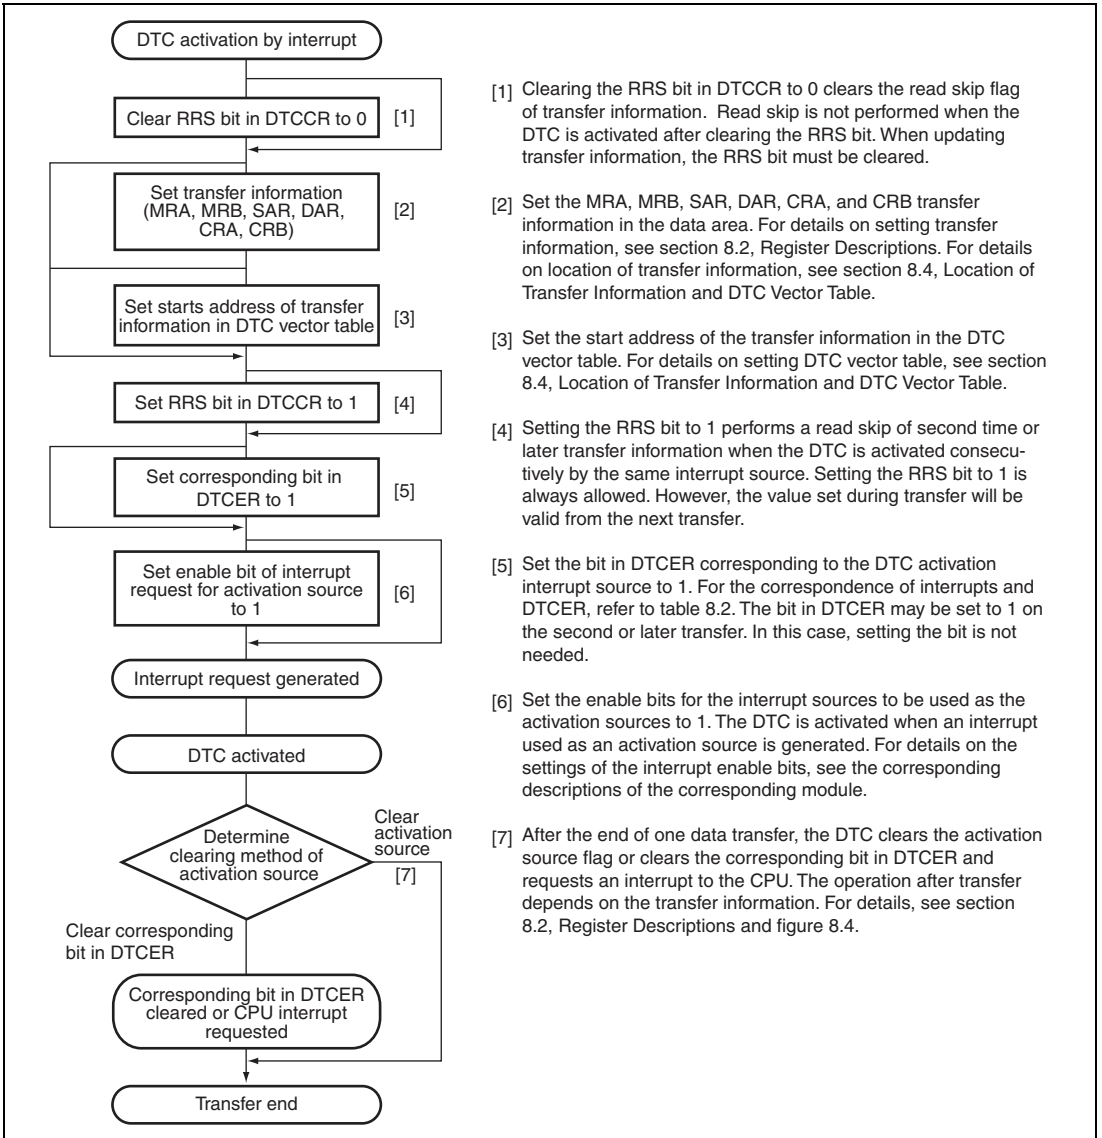 DTC activation by interrupt
Clear RRS bit in DTCCR to 0
[1]
Set transfer information
(MRA, MRB, SAR, DAR,
CRA, CRB)
[2]
Set starts address of transfer
information in DTC vector table
[3]
Set RRS bit in DTCCR to 1
[4]
Set corresponding bit in
DTCER to 1
[5]
Set enable bit of interrupt
request for activation source
to 1
[6]
Interrupt request generated
DTC activated
Determine
clearing method of
activation source
Clear
activation
source
[7]
Clear corresponding
bit in DTCER
Corresponding bit in DTCER
cleared or CPU interrupt
requested
Transfer end
[1] Clearing the RRS bit in DTCCR to 0 clears the read skip flag
of transfer information. Read skip is not performed when the
DTC is activated after clearing the RRS bit. When updating
transfer information, the RRS bit must be cleared.
[2] Set the MRA, MRB, SAR, DAR, CRA, and CRB transfer
information in the data area. For details on setting transfer
information, see section 8.2, Register Descriptions. For details
on location of transfer information, see section 8.4, Location of
Transfer Information and DTC Vector Table.
[3] Set the start address of the transfer information in the DTC
vector table. For details on setting DTC vector table, see section
8.4, Location of Transfer Information and DTC Vector Table.
[4] Setting the RRS bit to 1 performs a read skip of second time or
later transfer information when the DTC is activated consecu-
tively by the same interrupt source. Setting the RRS bit to 1 is
always allowed. However, the value set during transfer will be
valid from the next transfer.
[5] Set the bit in DTCER corresponding to the DTC activation
interrupt source to 1. For the correspondence of interrupts and
DTCER, refer to table 8.2. The bit in DTCER may be set to 1 on
the second or later transfer. In this case, setting the bit is not
needed.
[6] Set the enable bits for the interrupt sources to be used as the
activation sources to 1. The DTC is activated when an interrupt
used as an activation source is generated. For details on the
settings of the interrupt enable bits, see the corresponding
descriptions of the corresponding module.
[7] After the end of one data transfer, the DTC clears the activation
source flag or clears the corresponding bit in DTCER and
requests an interrupt to the CPU. The operation after transfer
depends on the transfer information. For details, see section
8.2, Register Descriptions and figure 8.4.